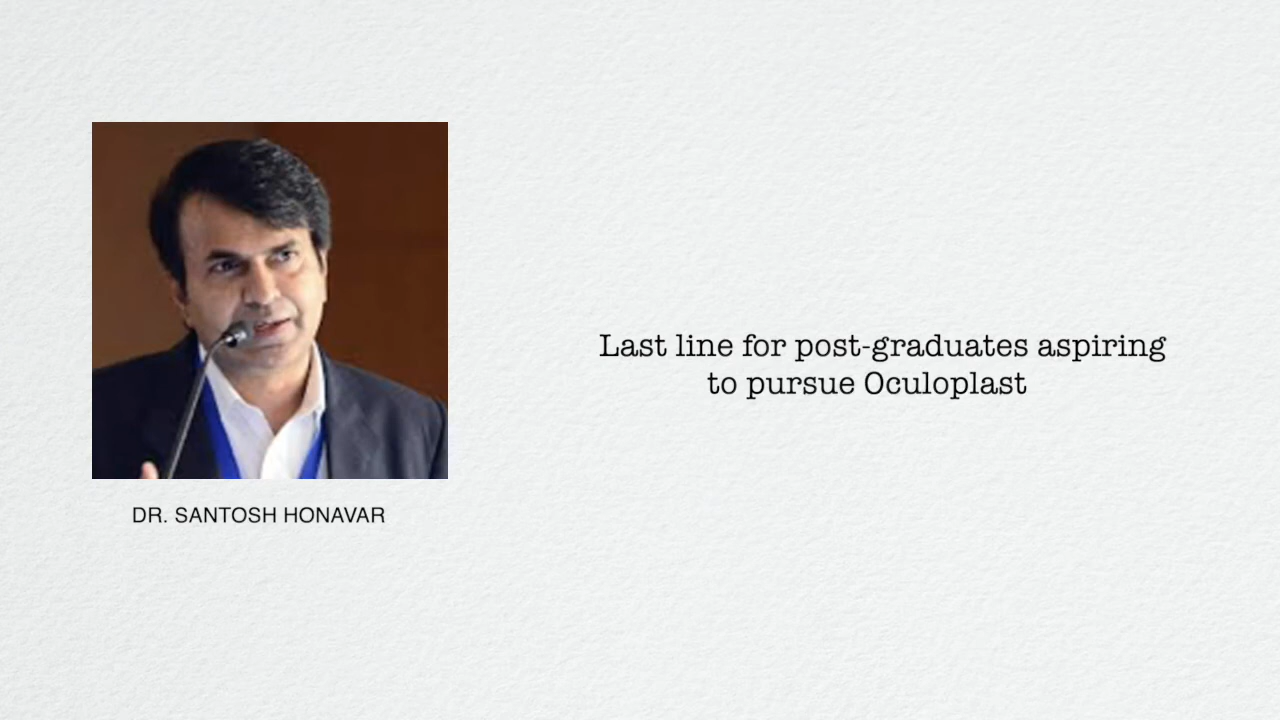 Last line for post-graduates aspiring
to pursue Oculoplast
DR. SANTOSH HONAVAR